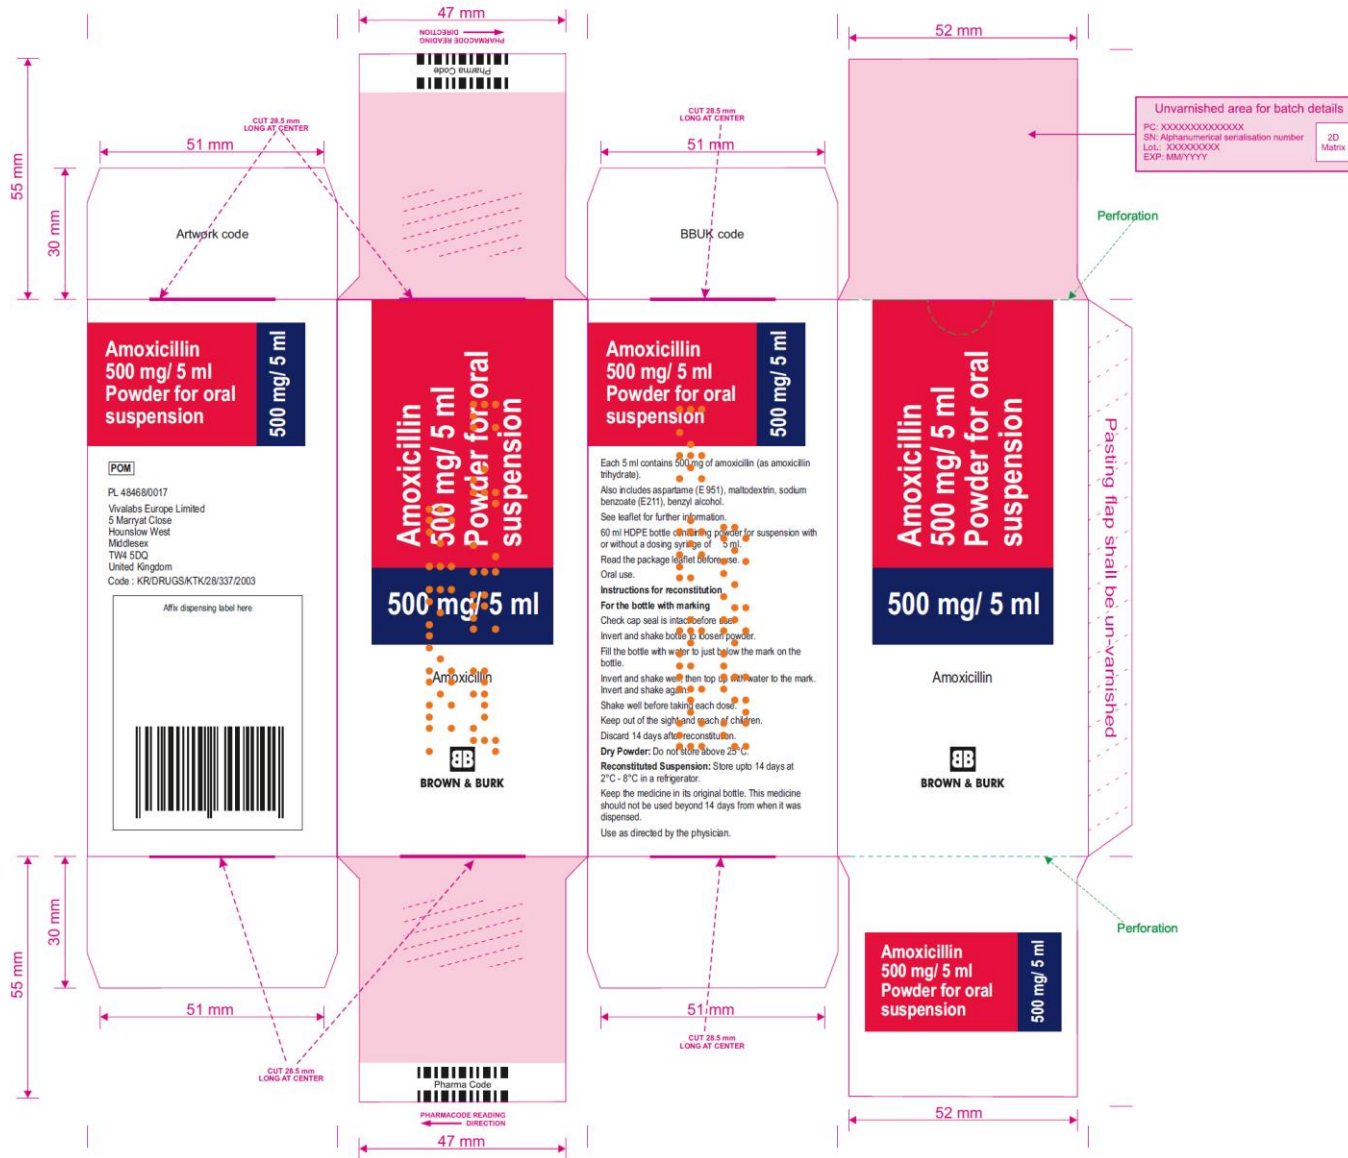 47 mm
PHARMACODE READING
DIRECTION
Pharma Code
52 mm
Unvarnished area for batch details
PC: XXXXXXXXXXXXXX
SN: Alphanumerical serialisation number
Lot.: XXXXXXXXX
EXP: MM/YYYY
2D
Matrix
CUT 28.5 mm
LONG AT CENTER
CUT 28.5 mm
LONG AT CENTER
51 mm
51 mm
55 mm
30 mm
Artwork code
BBUK code
Perforation
Amoxicillin
500 mg/ 5 ml
Powder for oral
suspension
500 mg/ 5 ml
POM
PL 48468/0017
Vivalabs Europe Limited
5 Marryat Close
Hounslow West
Middlesex
TW4 5DQ
United Kingdom
Code : KR/DRUGS/KTK/28/337/2003
Affix dispensing label here
Amoxicillin
500 mg/ 5 ml
Powder for oral
suspension
500 mg/ 5 ml
Amoxicillin
BB
BROWN & BURK
Amoxicillin
500 mg/ 5 ml
Powder for oral
suspension
500 mg/ 5 ml
Each 5 ml contains 500 mg of amoxicillin (as amoxicillin
trihydrate).
Also includes aspartame (E 951), maltodextrin, sodium
benzoate (E211), benzyl alcohol.
See leaflet for further information.
60 ml HDPE bottle containing powder for suspension with
or without a dosing syringe of 5 ml.
Read the package leaflet before use.
Oral use.
Instructions for reconstitution
For the bottle with marking
Check cap seal is intact before use.
Invert and shake bottle to loosen powder.
Fill the bottle with water to just below the mark on the
bottle.
Invert and shake well, then top up with water to the mark.
Invert and shake again.
Shake well before taking each dose.
Keep out of the sight and reach of children.
Discard 14 days after reconstitution.
Dry Powder: Do not store above 25°C.
Reconstituted Suspension: Store upto 14 days at
2°C - 8°C in a refrigerator.
Keep the medicine in its original bottle. This medicine
should not be used beyond 14 days from when it was
dispensed.
Use as directed by the physician.
Amoxicillin
500 mg/ 5 ml
Powder for oral
suspension
500 mg/ 5 ml
Amoxicillin
BB
BROWN & BURK
Pasting flap shall be un-varnished
Perforation
55 mm
30 mm
51 mm
51 mm
CUT 28.5 mm
LONG AT CENTER
CUT 28.5 mm
LONG AT CENTER
Amoxicillin
500 mg/ 5 ml
Powder for oral
suspension
500 mg/ 5 ml
Pharma Code
PHARMACODE READING
DIRECTION
47 mm
52 mm